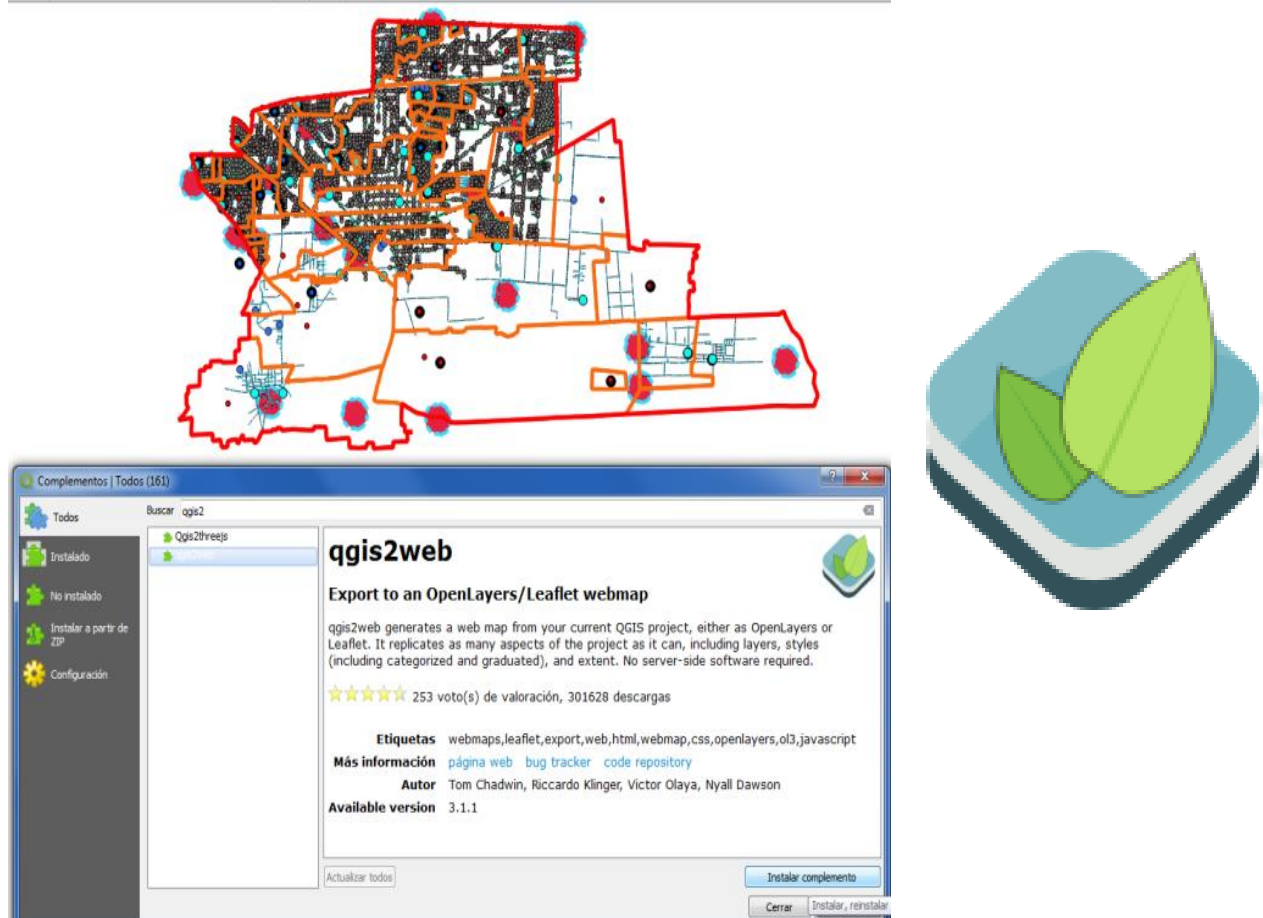 Complementos | Todos (161)
Todos
Instalado
No instalado
Instalar a partir de
ZIP
Configuración
Buscar qgis2
Qgis2threejs
qgis2web
qgis2web
Export to an OpenLayers/Leaflet webmap
qgis2web generates a web map from your current QGIS project, either as OpenLayers or
Leaflet. It replicates as many aspects of the project as it can, including layers, styles
(including categorized and graduated), and extent. No server-side software required.
253 voto(s) de valoración, 301628 descargas
Etiquetas webmaps,leaflet,export,web,html,webmap,css,openlayers,ol3,javascript
Más información página web bug tracker code repository
Autor Tom Chadwin, Riccardo Klinger, Victor Olaya, Nyall Dawson
Available version 3.1.1
Actualizar todos
Instalar complemento
Cerrar
Instalar, reinstalar